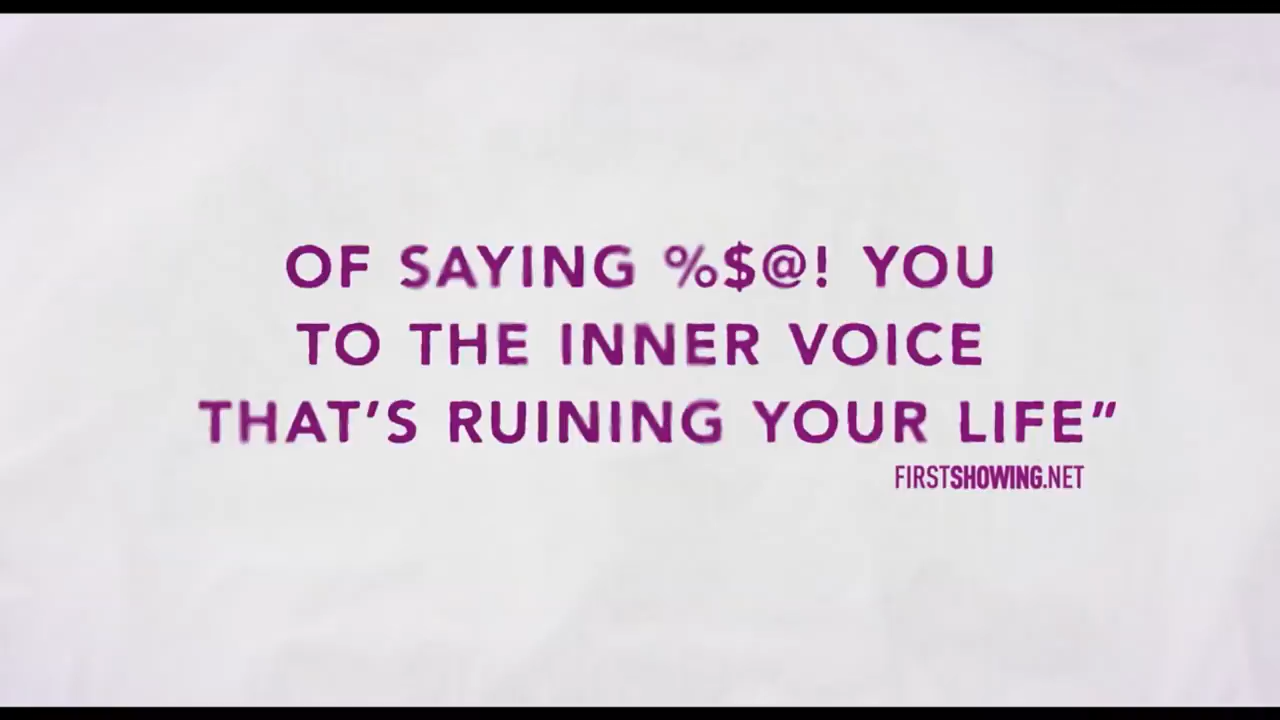 OF SAYING %$@! YOU
TO THE INNER VOICE
THAT’S RUINING YOUR LIFE”
FIRSTSHOWING.NET